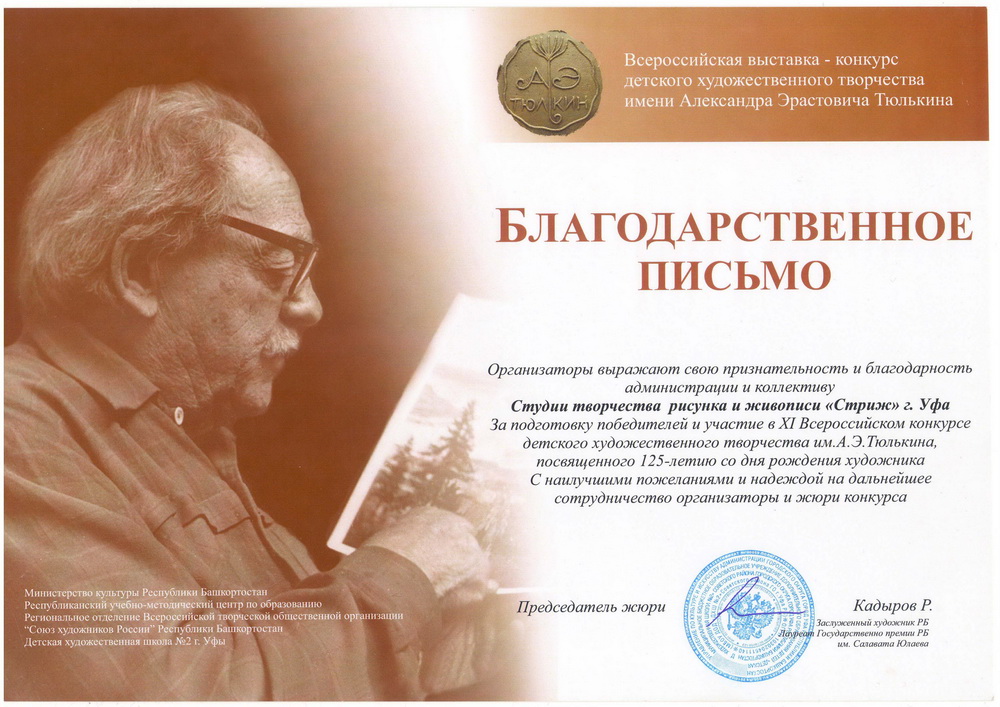 А Э
ТЮЛЬКИН
Всероссийская выставка - конкурс
детского художественного творчества
имени Александра Эрастовича Тюлькина
БЛАГОДАРСТВЕННОЕ
ПИСЬМО
Организаторы выражают свою признательность и благодарность
администрации и коллективу
Студии творчества рисунка и живописи «Стриж» г. Уфа
За подготовку победителей и участие в XI Всероссийском конкурсе
детского художественного творчества им.А.Э.Тюлькина,
посвященного 125-летию со дня рождения художника
С наилучшими пожеланиями и надеждой на дальнейшее
сотрудничество организаторы и жюри конкурса
Министерство культуры Республики Башкортостан
Республиканский учебно-методический центр по образованию
Региональное отделение Всероссийской творческой общественной организации
“Союз художников России” Республики Башкортостан
Детская художественная школа №2 г. Уфы
Председатель жюри
Кадыров Р.
Заслуженный художник РБ
Лауреат Государственно премии РБ
им. Салавата Юлаева